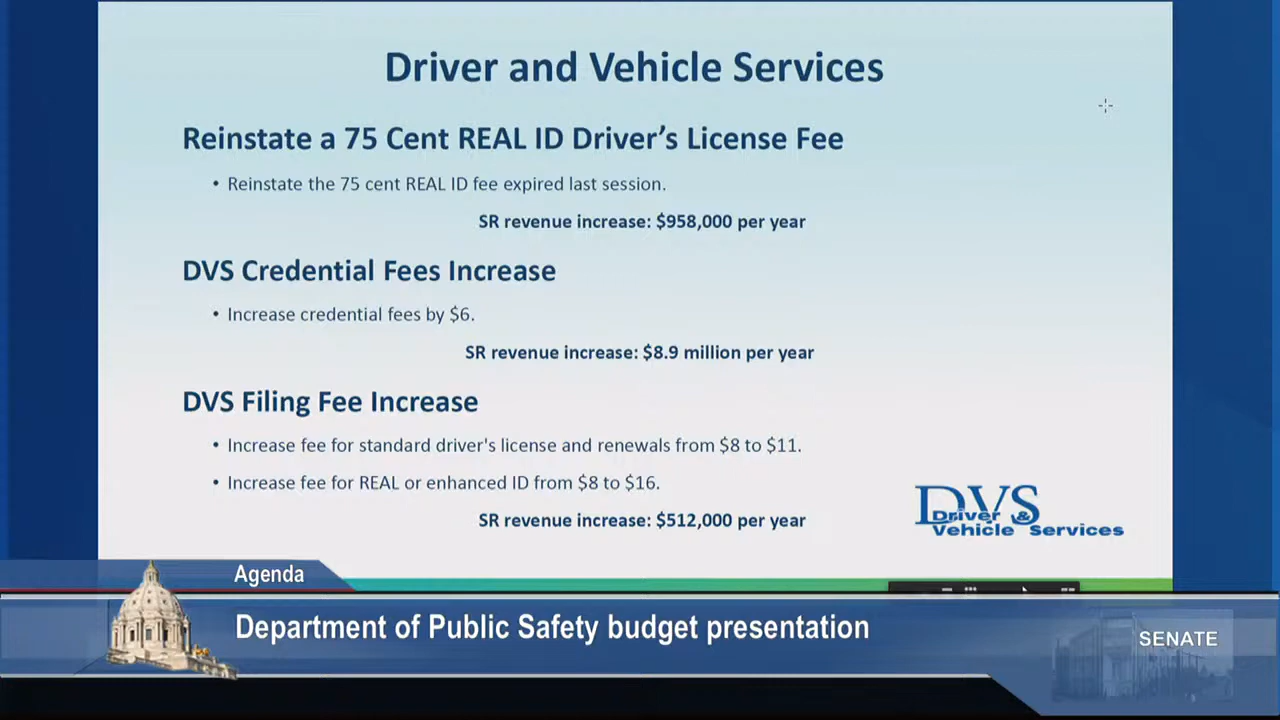 Driver and Vehicle Services
Reinstate a 75 Cent REAL ID Driver’s License Fee
• Reinstate the 75 cent REAL ID fee expired last session.
SR revenue increase: $958,000 per year
DVS Credential Fees Increase
• Increase credential fees by $6.
SR revenue increase: $8.9 million per year
DVS Filing Fee Increase
• Increase fee for standard driver's license and renewals from $8 to $11.
• Increase fee for REAL or enhanced ID from $8 to $16.
SR revenue increase: $512,000 per year
DVS
Driver &
Vehicle Services
Agenda
Department of Public Safety budget presentation
SENATE